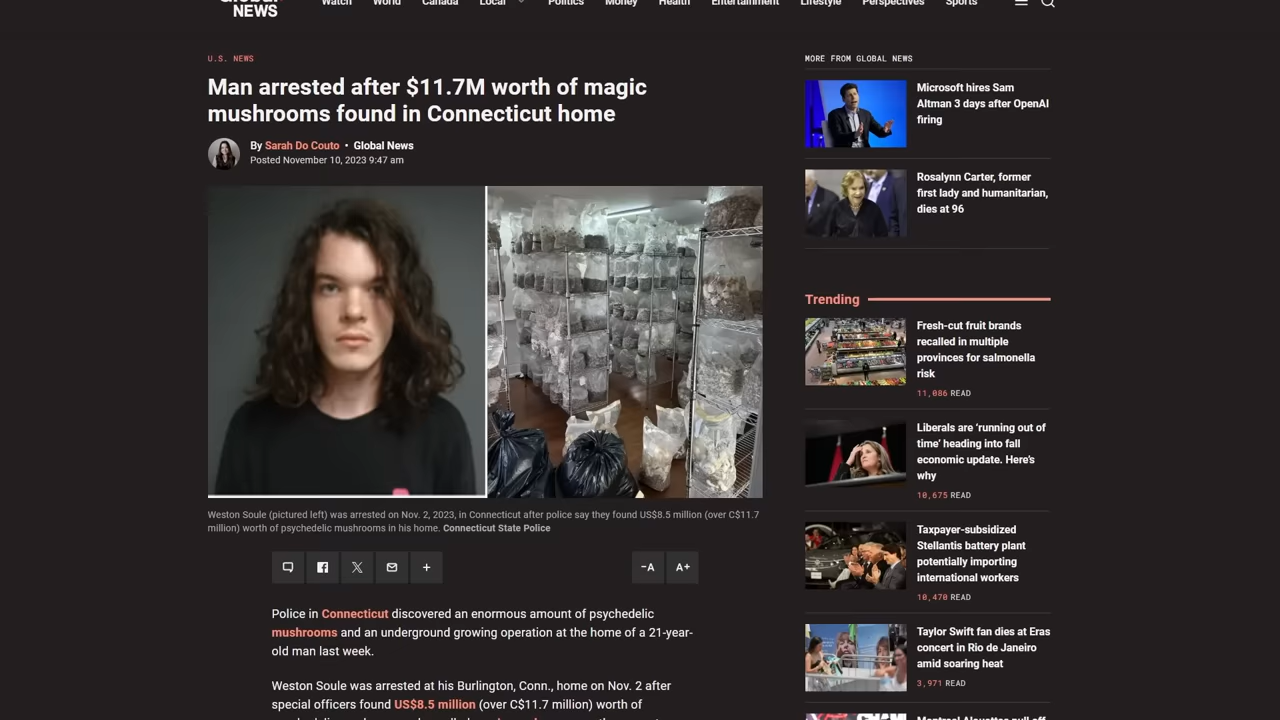 NEWS
Watch World Canada Local Politics Money Health Entertainment Lifestyle Perspectives Sports
U.S. NEWS
Man arrested after $11.7M worth of magic
mushrooms found in Connecticut home
By Sarah Do Couto • Global News
Posted November 10, 2023 9:47 am
Weston Soule (pictured left) was arrested on Nov. 2, 2023, in Connecticut after police say they found US$8.5 million (over C$11.7
million) worth of psychedelic mushrooms in his home. Connecticut State Police
-A A+
Police in Connecticut discovered an enormous amount of psychedelic
mushrooms and an underground growing operation at the home of a 21-year-
old man last week.
Weston Soule was arrested at his Burlington, Conn., home on Nov. 2 after
special officers found US$8.5 million (over C$11.7 million) worth of
MORE FROM GLOBAL NEWS
Microsoft hires Sam
Altman 3 days after OpenAI
firing
Rosalynn Carter, former
first lady and humanitarian,
dies at 96
Trending
Fresh-cut fruit brands
recalled in multiple
provinces for salmonella
risk
11,086 READ
Liberals are ‘running out of
time’ heading into fall
economic update. Here’s
why
10,675 READ
Taxpayer-subsidized
Stellantis battery plant
potentially importing
international workers
10,470 READ
Taylor Swift fan dies at Eras
concert in Rio de Janeiro
amid soaring heat
3,971 READ